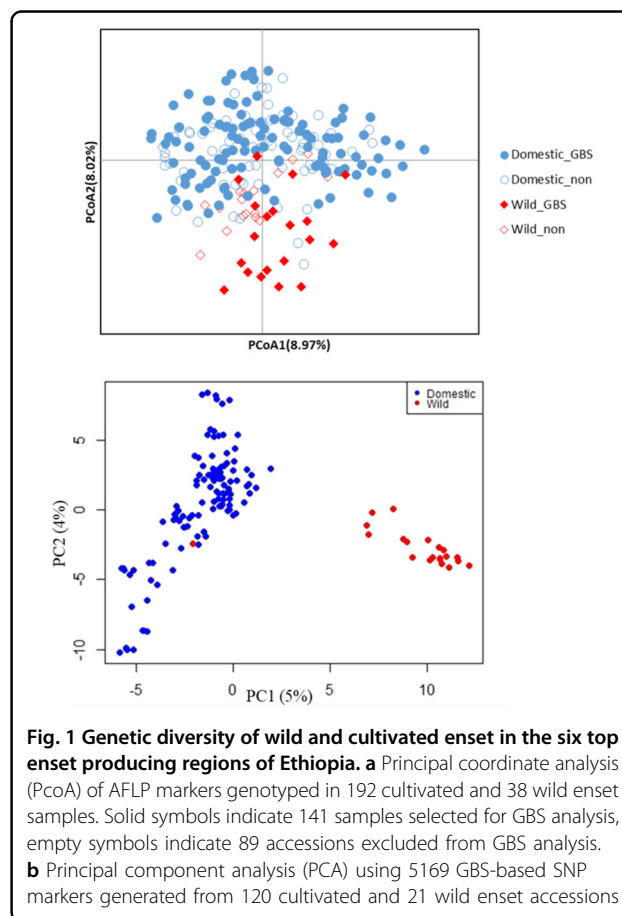 PCoA2(8.02%)
PCoA1(8.97%)
Domestic_GBS
Domestic_non
Wild_GBS
Wild_non
Domestic
Wild
5
0
-5
-10
PC2 (4%)
-5
0
5
10
PC1 (5%)
Fig. 1 Genetic diversity of wild and cultivated enset in the six top
enset producing regions of Ethiopia. a Principal coordinate analysis
(PcoA) of AFLP markers genotyped in 192 cultivated and 38 wild enset
samples. Solid symbols indicate 141 samples selected for GBS analysis,
empty symbols indicate 89 accessions excluded from GBS analysis.
b Principal component analysis (PCA) using 5169 GBS-based SNP
markers generated from 120 cultivated and 21 wild enset accessions